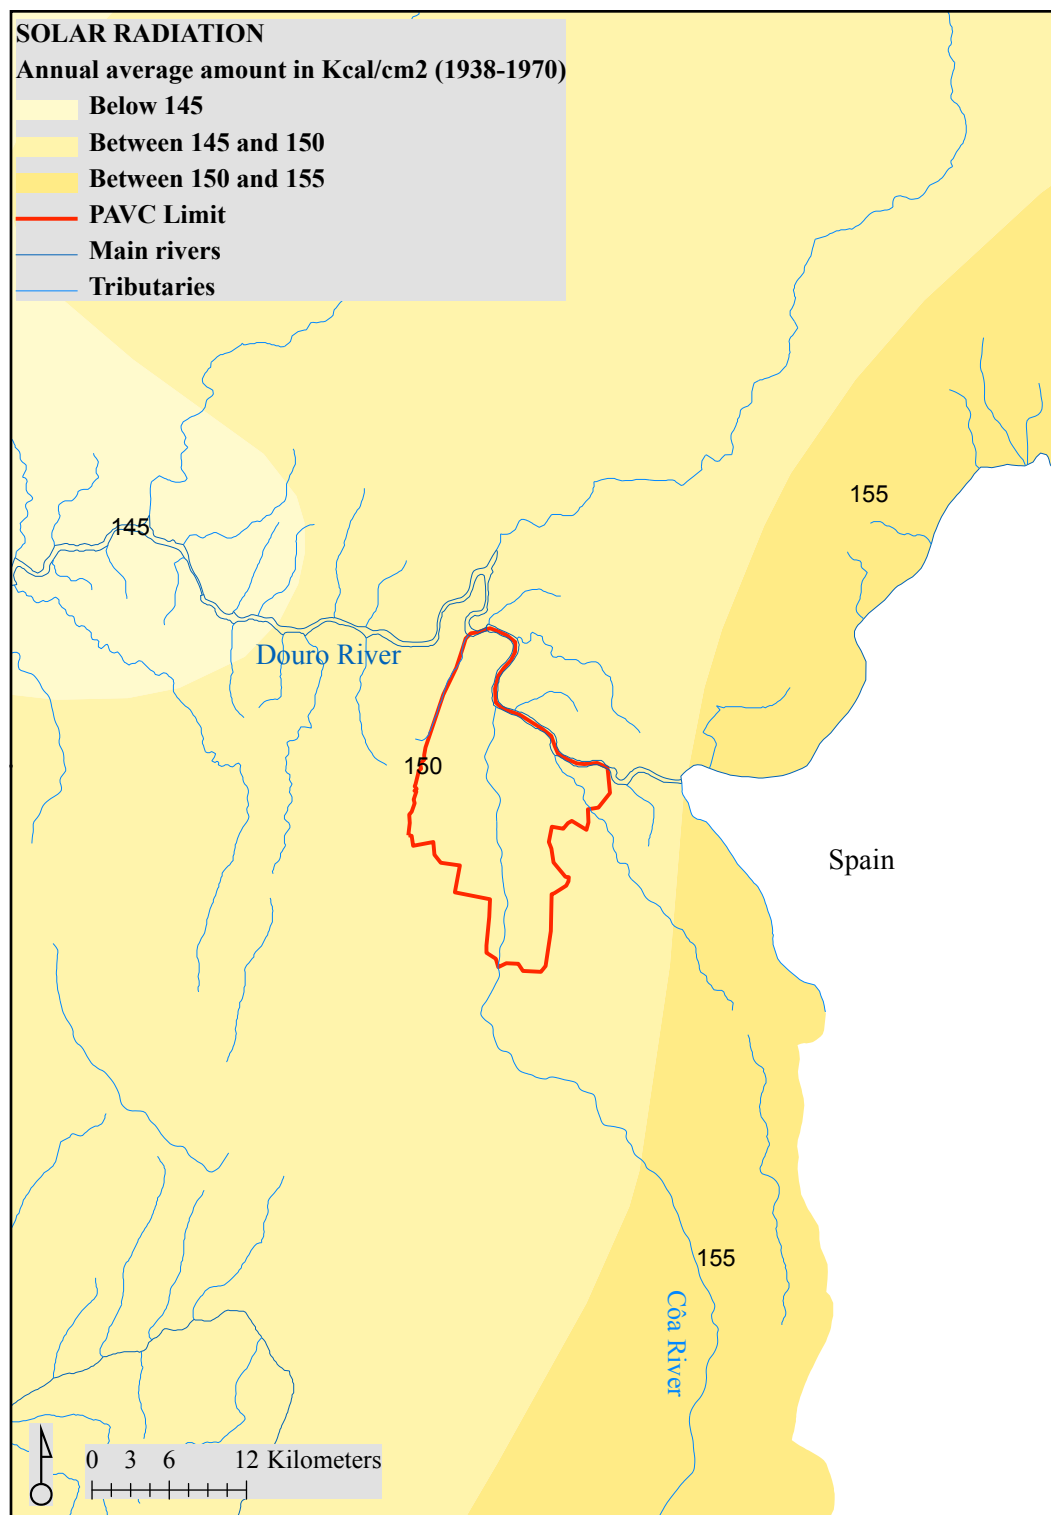 SOLAR RADIATION
Annual average amount in Kcal/cm2 (1938-1970)
Below 145
Between 145 and 150
Between 150 and 155
PAVC Limit
Main rivers
Tributaries
155
145
Douro River
150
Spain
155
Côa River
0 3 6 12 Kilometers